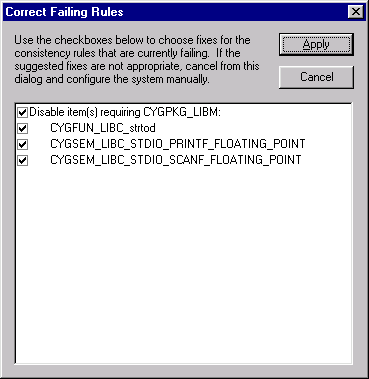 Correct Failing Rules
Use the checkboxes below to choose fixes for the
consistency rules that are currently failing. If the
suggested fixes are not appropriate, cancel from this
dialog and configure the system manually.
Apply
Cancel
Disable item(s) requiring CYGPKG_LIBM:
CYGFUN_LIBC_strtod
CYGSEM_LIBC_STDIO_PRINTF_FLOATING_POINT
CYGSEM_LIBC_STDIO_SCANF_FLOATING_POINT